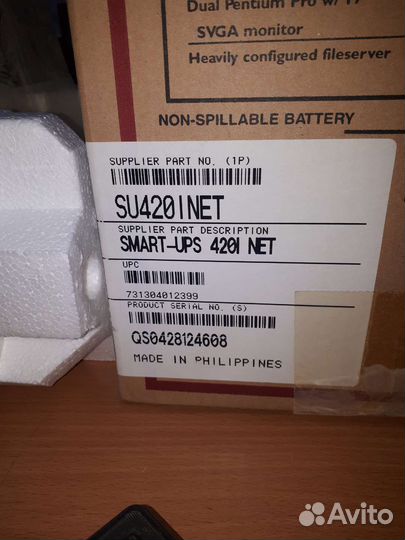 Dual Pentium Pro w/ 17
SVGA monitor
Heavily configured fileserver
NON-SPILLABLE BATTERY
SUPPLIER PART NO. (1P)
SU420INET
SUPPLIER PART DESCRIPTION
SMART-UPS 420I NET
UPC
731304012399
PRODUCT SERIAL NO. (S)
QS0428124608
MADE IN PHILIPPINES
Avito